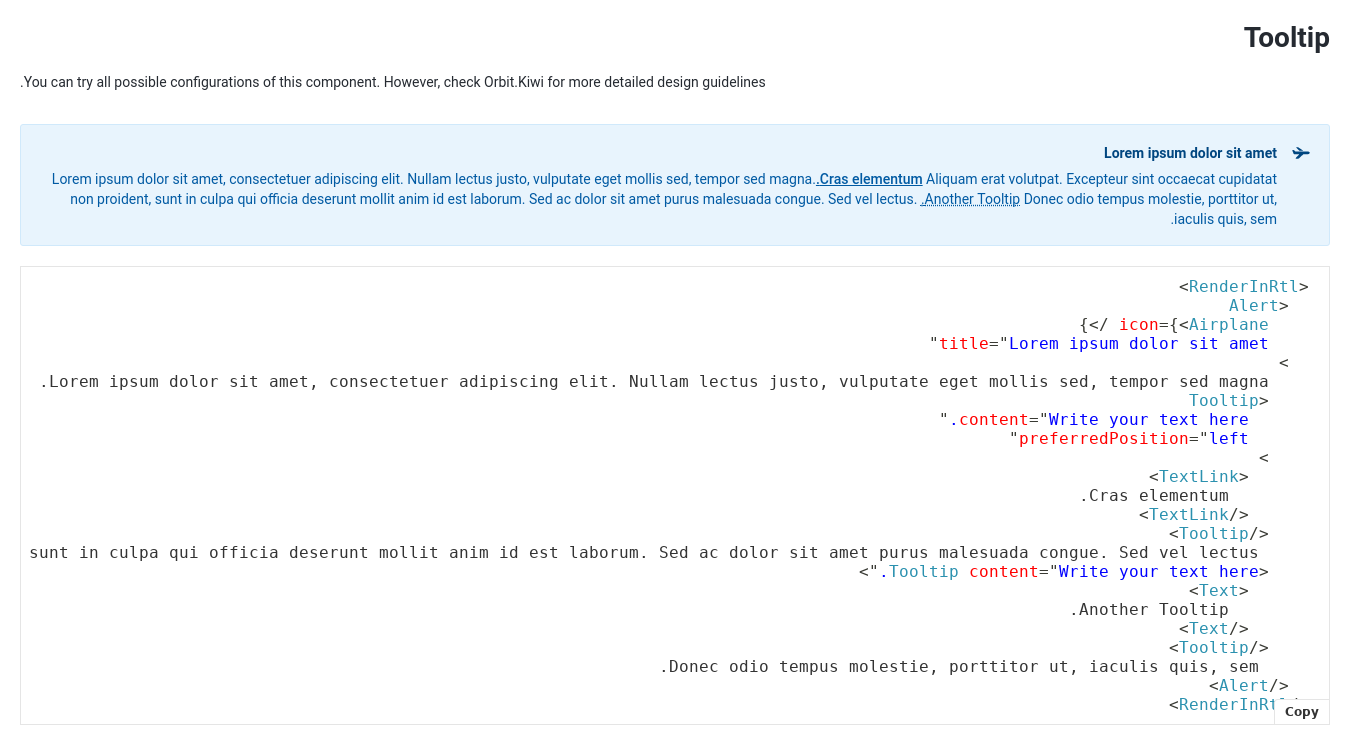 Tooltip
.You can try all possible configurations of this component. However, check Orbit.Kiwi for more detailed design guidelines
Lorem ipsum dolor sit amet
Lorem ipsum dolor sit amet, consectetuer adipiscing elit. Nullam lectus justo, vulputate eget mollis sed, tempor sed magna..Cras elementum Aliquam erat volutpat. Excepteur sint occaecat cupidatat
non proident, sunt in culpa qui officia deserunt mollit anim id est laborum. Sed ac dolor sit amet purus malesuada congue. Sed vel lectus. .Another Tooltip Donec odio tempus molestie, porttitor ut,
.iaculis quis, sem
<RenderInRtl>
Alert>
{</ icon={<Airplane
"title="Lorem ipsum dolor sit amet
<
.Lorem ipsum dolor sit amet, consectetuer adipiscing elit. Nullam lectus justo, vulputate eget mollis sed, tempor sed magna
Tooltip>
".content="Write your text here
"preferredPosition="left
<
<TextLink>
.Cras elementum
<TextLink/>
<Tooltip/>
sunt in culpa qui officia deserunt mollit anim id est laborum. Sed ac dolor sit amet purus malesuada congue. Sed vel lectus
<".Tooltip content="Write your text here>
<Text>
.Another Tooltip
<Text/>
<Tooltip/>
.Donec odio tempus molestie, porttitor ut, iaculis quis, sem
<Alert/>
<RenderInRtl
Copy